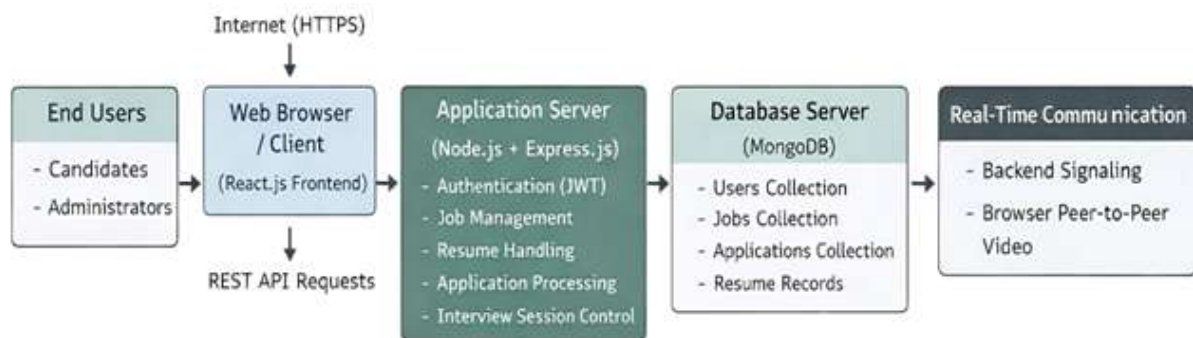 Internet (HTTPS)
End Users
- Candidates
- Administrators
Web Browser
/ Client
(React.js Frontend)
REST API Requests
Application Server
(Node.js + Express.js)
- Authentication (JWT)
- Job Management
- Resume Handling
- Application Processing
- Interview Session Control
Database Server
(MongoDB)
- Users Collection
- Jobs Collection
- Applications Collection
- Resume Records
Real-Time Communication
- Backend Signaling
- Browser Peer-to-Peer
Video